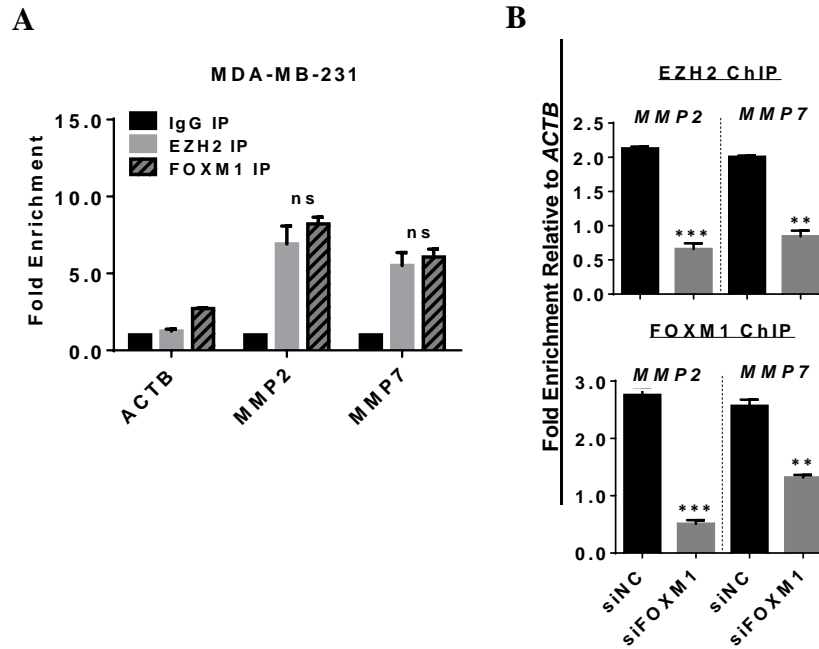 A
MDA-MB-231
IgG IP
EZH2 IP
FOXM1 IP
Fold Enrichment
15.0
10.0
5.0
0.0
ns
ns
ACTB
MMP2
MMP7
B
Fold Enrichment Relative to ACTB
EZH2 ChIP
MMP2
MMP7
2.5
2.0
1.5
1.0
0.5
0.0
***
**
FOXM1 ChIP
MMP2
MMP7
3.0
2.0
1.0
0.0
***
**
siNC
siFOXM1
siNC
siFOXM1